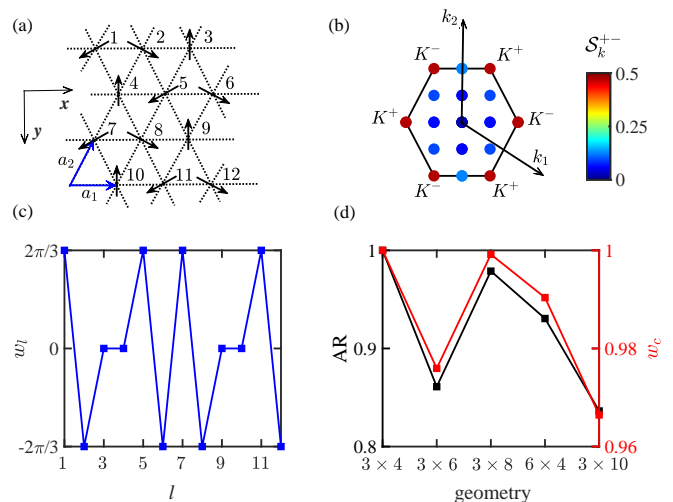 (a)
1 2 3
4 5 6
7 8 9
10 11 12
x
y
a₂
a₁
(b)
k₂
K⁻ K⁺
K⁺ K⁻
K⁻ K⁺
k₁
𝒮ₖ⁺⁻
0.5
0.25
0
(c)
2π/3
0
-2π/3
wₗ
1 3 5 7 9 11
l
(d)
1
0.9
0.8
AR
1
0.98
0.96
w_c
3 × 4 3 × 6 3 × 8 6 × 4 3 × 10
geometry